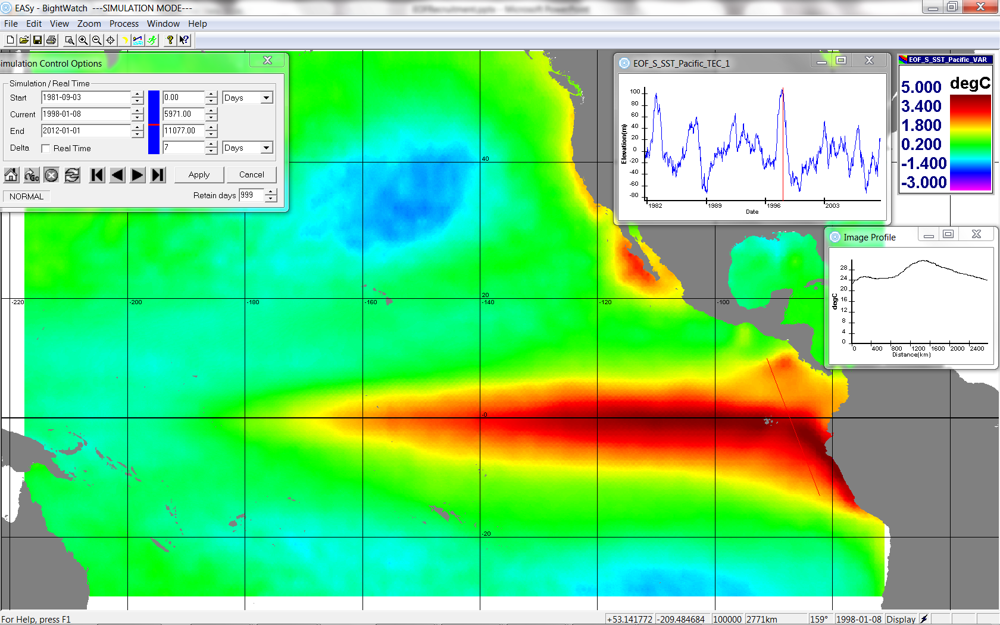 EASy - BightWatch ---SIMULATION MODE---
EOFRecruitment.pptx - Microsoft PowerPoint
File Edit View Zoom Process Window Help
Simulation Control Options
Simulation / Real Time
Start 1981-09-03 0.00 Days
Current 1998-01-08 5971.00
End 2012-01-01 11077.00
Delta Real Time 7 Days
Go
Apply Cancel
NORMAL Retain days 999
EOF_S_SST_Pacific_TEC_1
100
80
60
40
20
0
-20
-40
-60
-80
Elevation(m)
1982 1989 1996 2003
Date
EOF_S_SST_Pacific_VAR
degC
5.000
3.400
1.800
0.200
-1.400
-3.000
Image Profile
28
24
20
16
12
8
4
0
degC
0 400 800 1200 1600 2000 2400
Distance(km)
40
20
-220 -200 -180 -160 -140 -120 -100
-0
-20
For Help, press F1 +53.141772 -209.484684 100000 2771km 159° 1998-01-08 Display